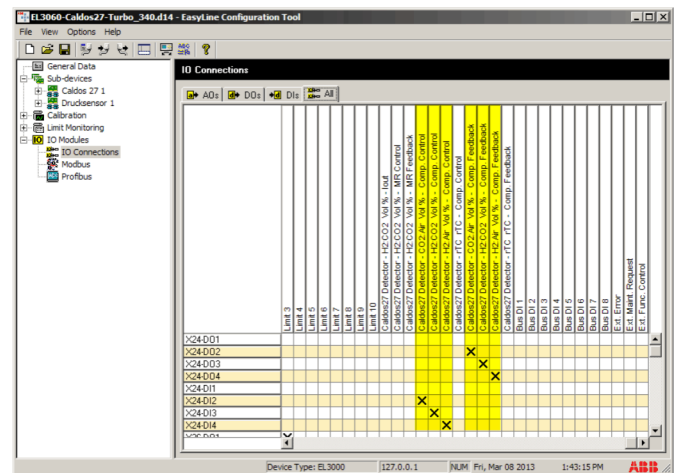 EL3060-Caldos27-Turbo_340.d14 - EasyLine Configuration Tool
File View Options Help
General Data
Sub-devices
Caldos 27 1
Drucksensor 1
Calibration
Limit Monitoring
IO Modules
IO Connections
Modbus
Profibus
IO Connections
AOs DOs DIs All
Limit 3
Limit 4
Limit 5
Limit 6
Limit 7
Limit 8
Limit 9
Limit 10
Caldos27 Detector - H2:CO2 Vol % - Iout
Caldos27 Detector - H2:CO2 Vol % - MR Control
Caldos27 Detector - H2:CO2 Vol % - MR Feedback
Caldos27 Detector - CO2:Air Vol % - Comp. Control
Caldos27 Detector - H2:CO2 Vol % - Comp. Control
Caldos27 Detector - H2:Air Vol % - Comp. Control
Caldos27 Detector - rTC rTC - Comp. Control
Caldos27 Detector - CO2:Air Vol % - Comp. Feedback
Caldos27 Detector - H2:CO2 Vol % - Comp. Feedback
Caldos27 Detector - H2:Air Vol % - Comp. Feedback
Caldos27 Detector - rTC rTC - Comp. Feedback
Bus DI 1
Bus DI 2
Bus DI 3
Bus DI 4
Bus DI 5
Bus DI 6
Bus DI 7
Bus DI 8
Ext. Error
Ext. Maint. Request
Ext. Func. Control
X24-DO1
X24-DO2
X24-DO3
X24-DO4
X24-DI1
X24-DI2
X24-DI3
X24-DI4
Device Type: EL3000 127.0.0.1 NUM Fri, Mar 08 2013 1:43:15 PM ABB